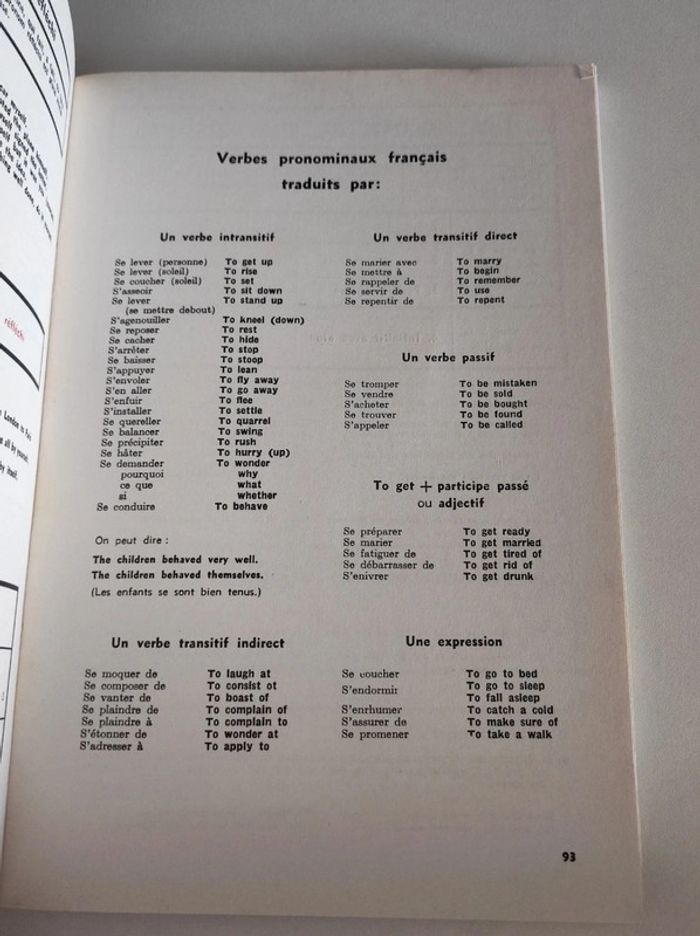 Verbes pronominaux français
traduits par:
Un verbe intransitif
Se lever (personne) To get up
Se lever (soleil) To rise
Se coucher (soleil) To set
S'asseoir To sit down
Se lever To stand up
(se mettre debout)
S'agenouiller To kneel (down)
Se reposer To rest
Se cacher To hide
S'arrêter To stop
Se baisser To stoop
S'appuyer To lean
S'envoler To fly away
S'en aller To go away
S'enfuir To flee
S'installer To settle
Se quereller To quarrel
Se balancer To swing
Se précipiter To rush
Se hâter To hurry (up)
Se demander To wonder
pourquoi why
ce que what
si whether
Se conduire To behave
On peut dire :
The children behaved very well.
The children behaved themselves.
(Les enfants se sont bien tenus.)
Un verbe transitif indirect
Se moquer de To laugh at
Se composer de To consist of
Se vanter de To boast of
Se plaindre de To complain of
Se plaindre à To complain to
S'étonner de To wonder at
S'adresser à To apply to
Un verbe transitif direct
Se marier avec To marry
Se mettre à To begin
Se rappeler de To remember
Se servir de To use
Se repentir de To repent
Un verbe passif
Se tromper To be mistaken
Se vendre To be sold
S'acheter To be bought
Se trouver To be found
S'appeler To be called
To get + participe passé
ou adjectif
Se préparer To get ready
Se marier To get married
Se fatiguer de To get tired of
Se débarrasser de To get rid of
S'enivrer To get drunk
Une expression
Se coucher To go to bed
S'endormir To go to sleep
To fall asleep
S'enrhumer To catch a cold
S'assurer de To make sure of
Se promener To take a walk
93
réfléchi